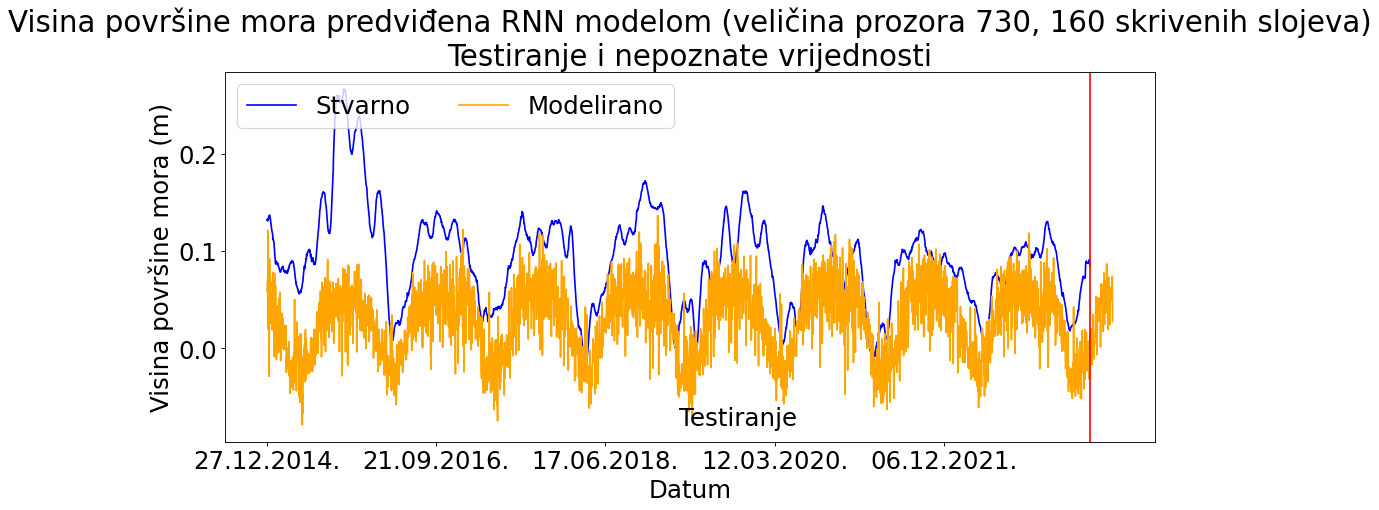 Visina površine mora predviđena RNN modelom (veličina prozora 730, 160 skrivenih slojeva)
Testiranje i nepoznate vrijednosti
Stvarno
Modelirano
Visina površine mora (m)
0.2
0.1
0.0
Testiranje
27.12.2014.
21.09.2016.
17.06.2018.
12.03.2020.
06.12.2021.
Datum